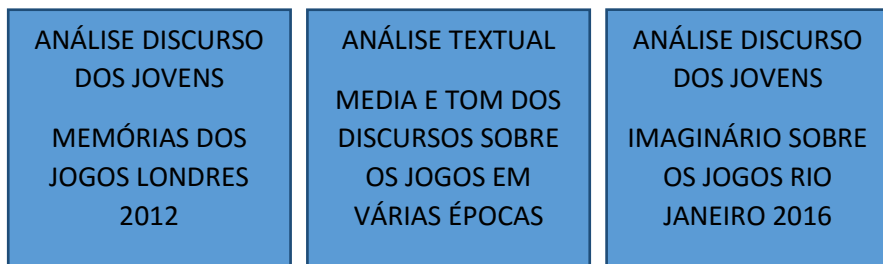 ANÁLISE DISCURSO
DOS JOVENS
MEMÓRIAS DOS
JOGOS LONDRES
2012
ANÁLISE TEXTUAL
MEDIA E TOM DOS
DISCURSOS SOBRE
OS JOGOS EM
VÁRIAS ÉPOCAS
ANÁLISE DISCURSO
DOS JOVENS
IMAGINÁRIO SOBRE
OS JOGOS RIO
JANEIRO 2016